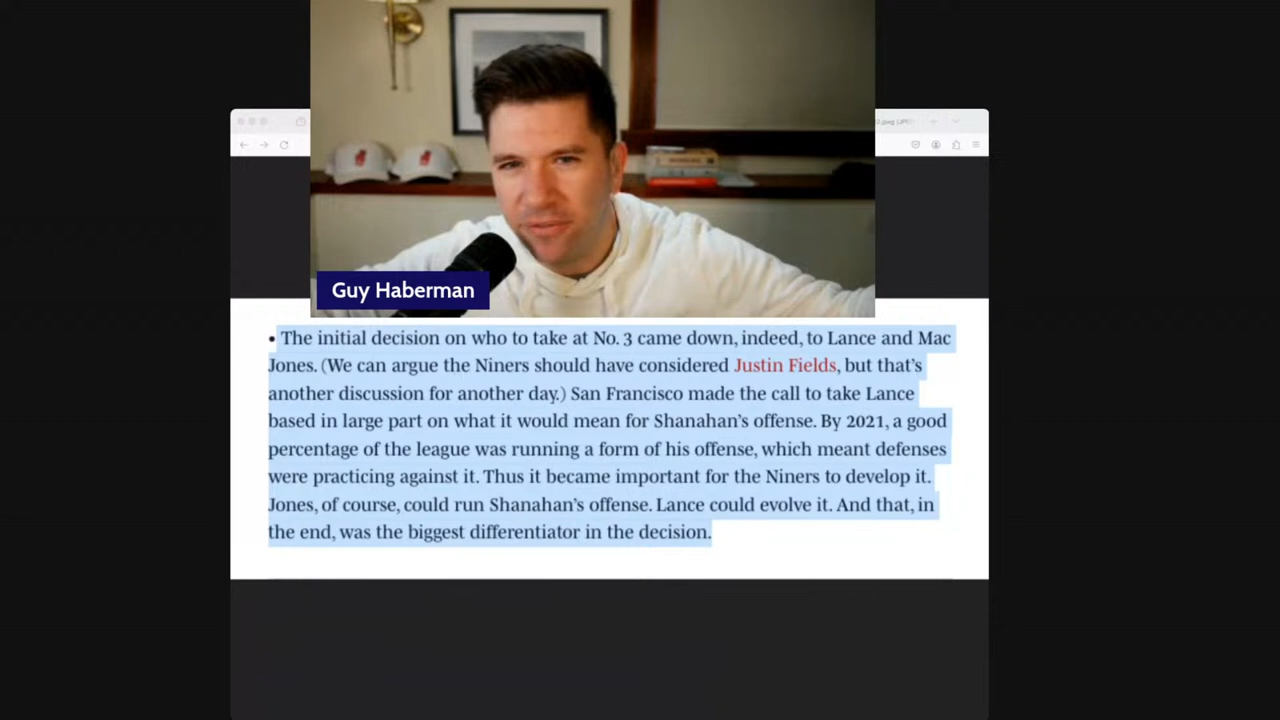 Guy Haberman
• The initial decision on who to take at No. 3 came down, indeed, to Lance and Mac
Jones. (We can argue the Niners should have considered Justin Fields, but that’s
another discussion for another day.) San Francisco made the call to take Lance
based in large part on what it would mean for Shanahan’s offense. By 2021, a good
percentage of the league was running a form of his offense, which meant defenses
were practicing against it. Thus it became important for the Niners to develop it.
Jones, of course, could run Shanahan’s offense. Lance could evolve it. And that, in
the end, was the biggest differentiator in the decision.